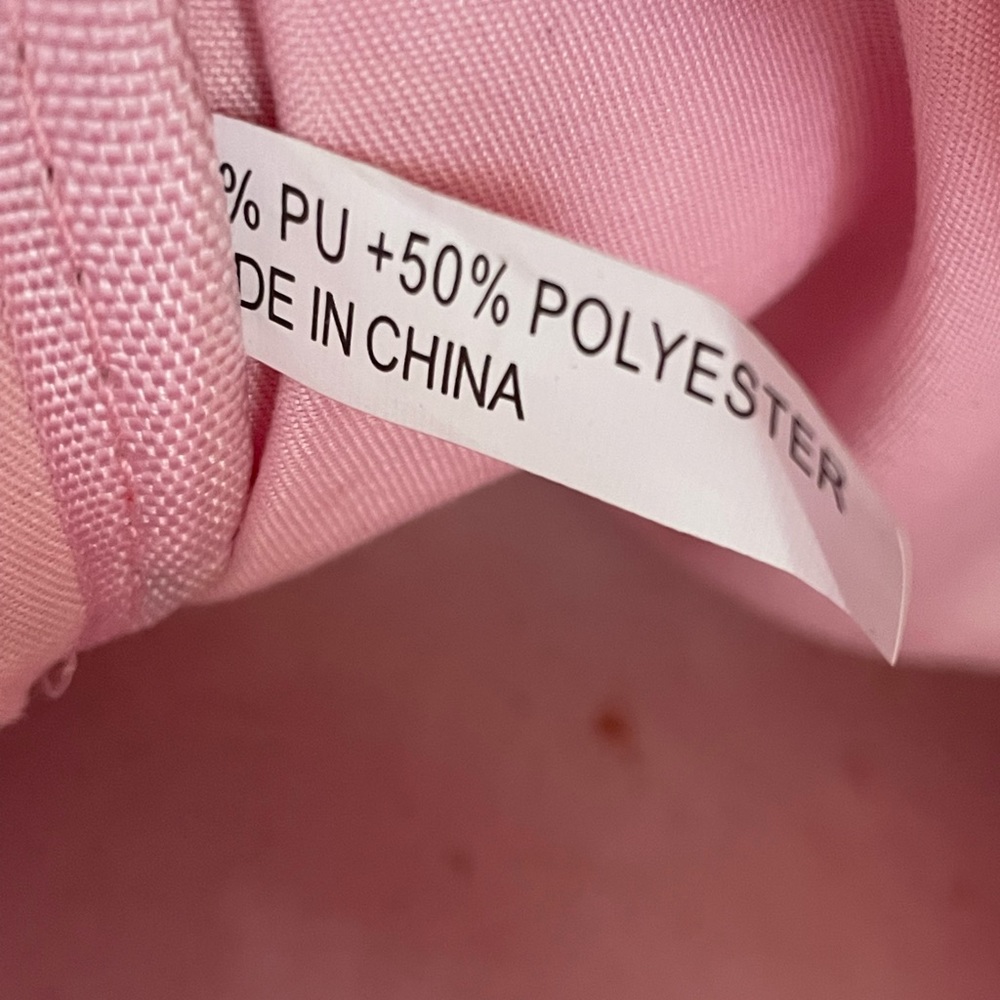 % PU +50% POLYESTER
DE IN CHINA